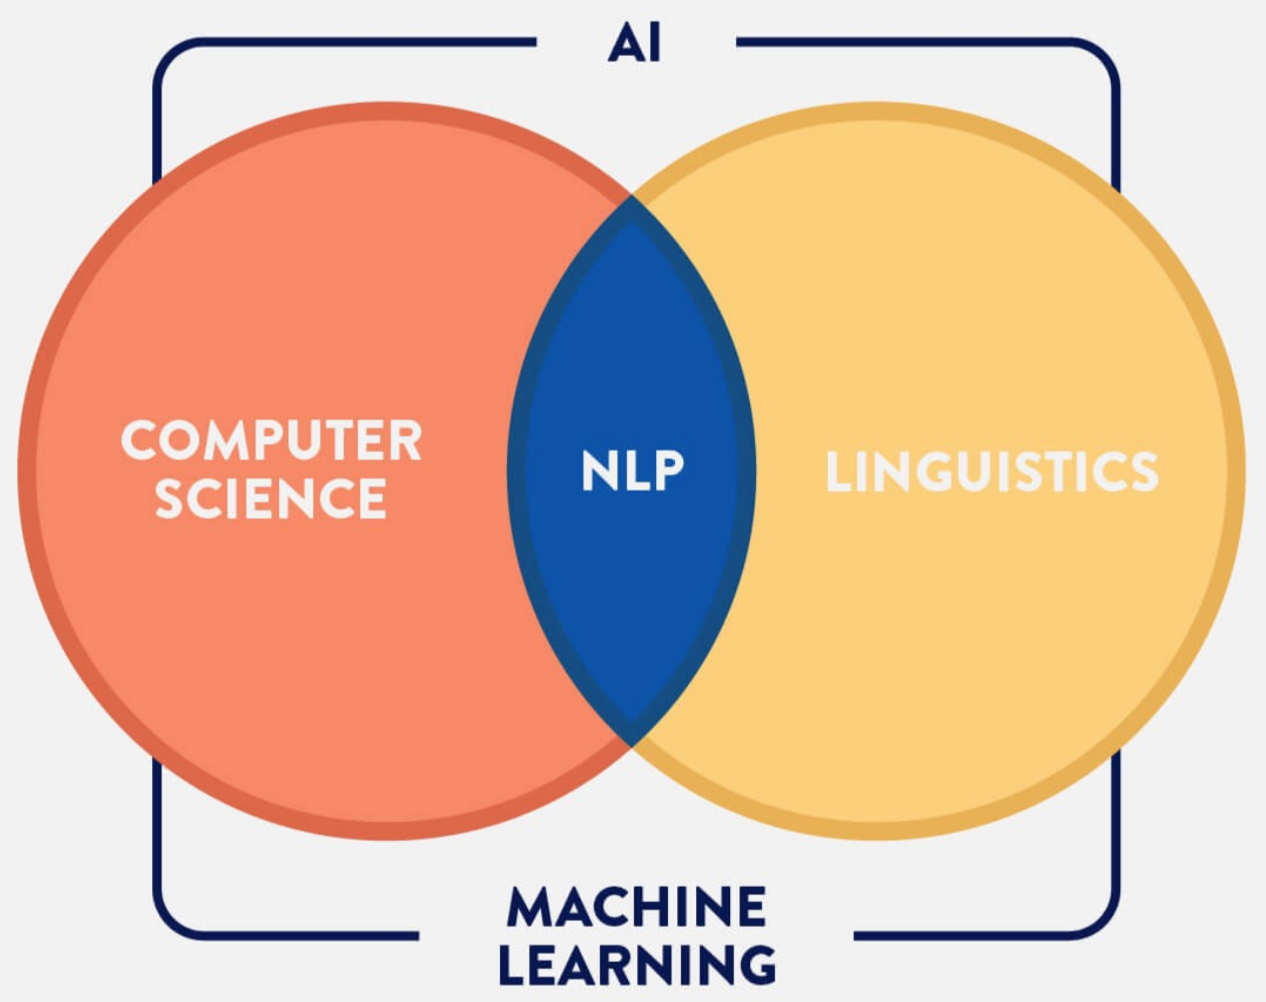 AI
COMPUTER
SCIENCE
NLP
LINGUISTICS
MACHINE
LEARNING